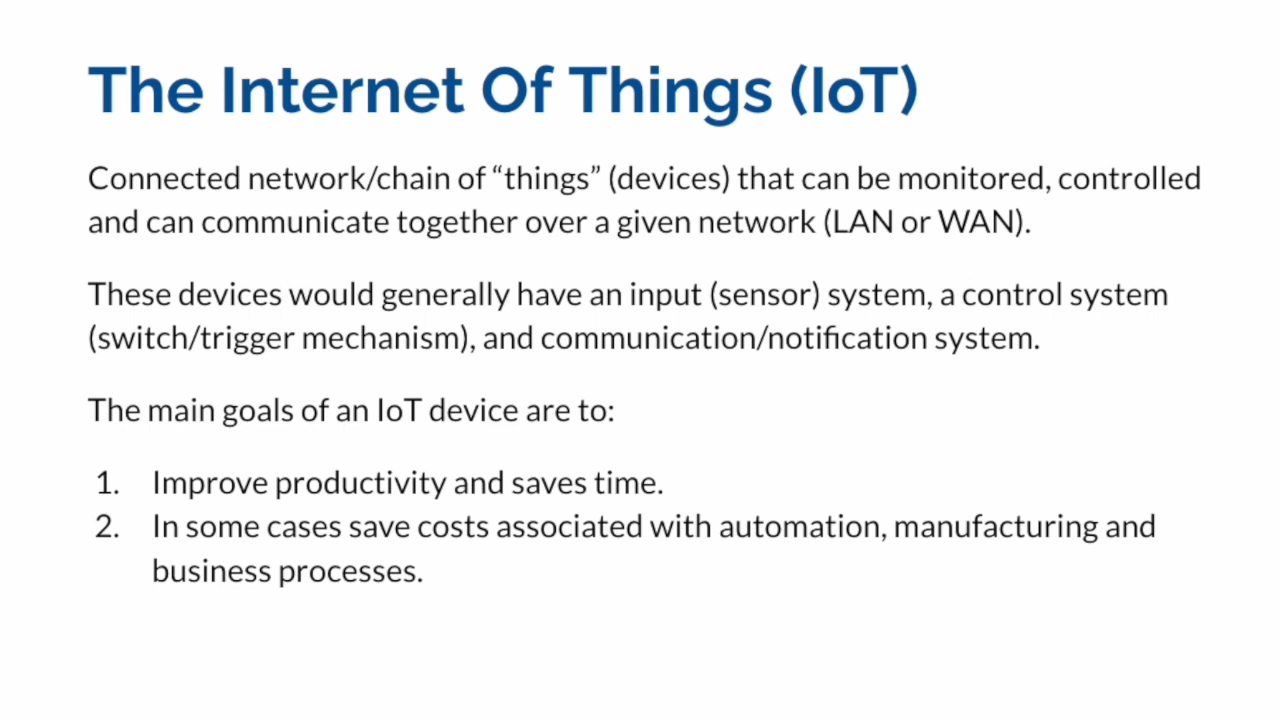 The Internet Of Things (IoT)
Connected network/chain of “things” (devices) that can be monitored, controlled
and can communicate together over a given network (LAN or WAN).
These devices would generally have an input (sensor) system, a control system
(switch/trigger mechanism), and communication/notification system.
The main goals of an IoT device are to:
1. Improve productivity and saves time.
2. In some cases save costs associated with automation, manufacturing and
business processes.